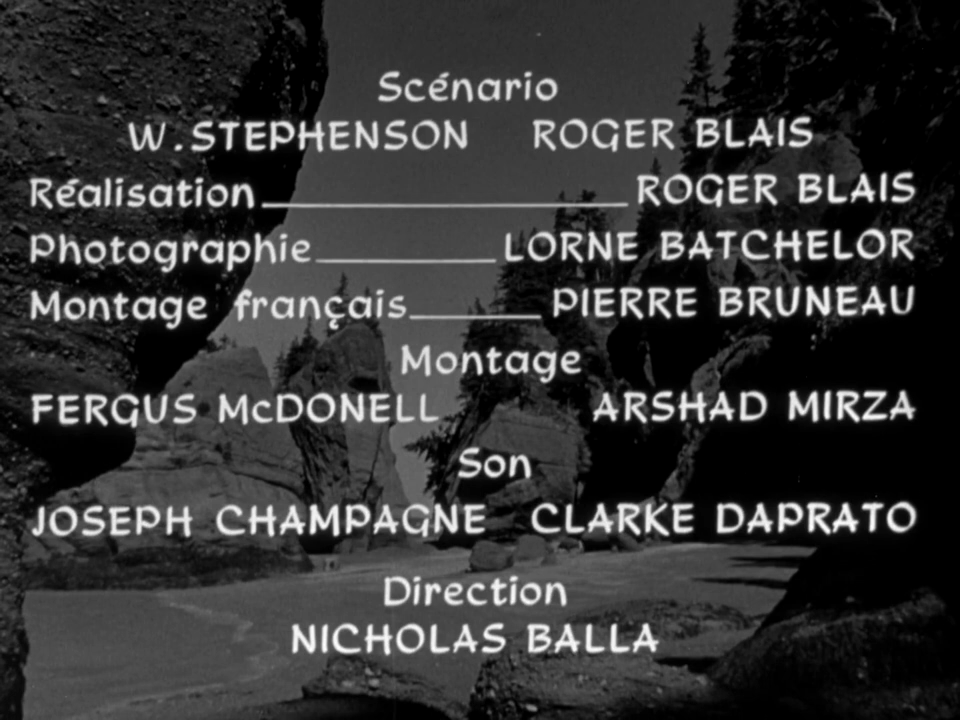 Scénario
W. STEPHENSON ROGER BLAIS
Réalisation ROGER BLAIS
Photographie LORNE BATCHELOR
Montage français PIERRE BRUNEAU
Montage
FERGUS McDONELL ARSHAD MIRZA
Son
JOSEPH CHAMPAGNE CLARKE DAPRATO
Direction
NICHOLAS BALLA